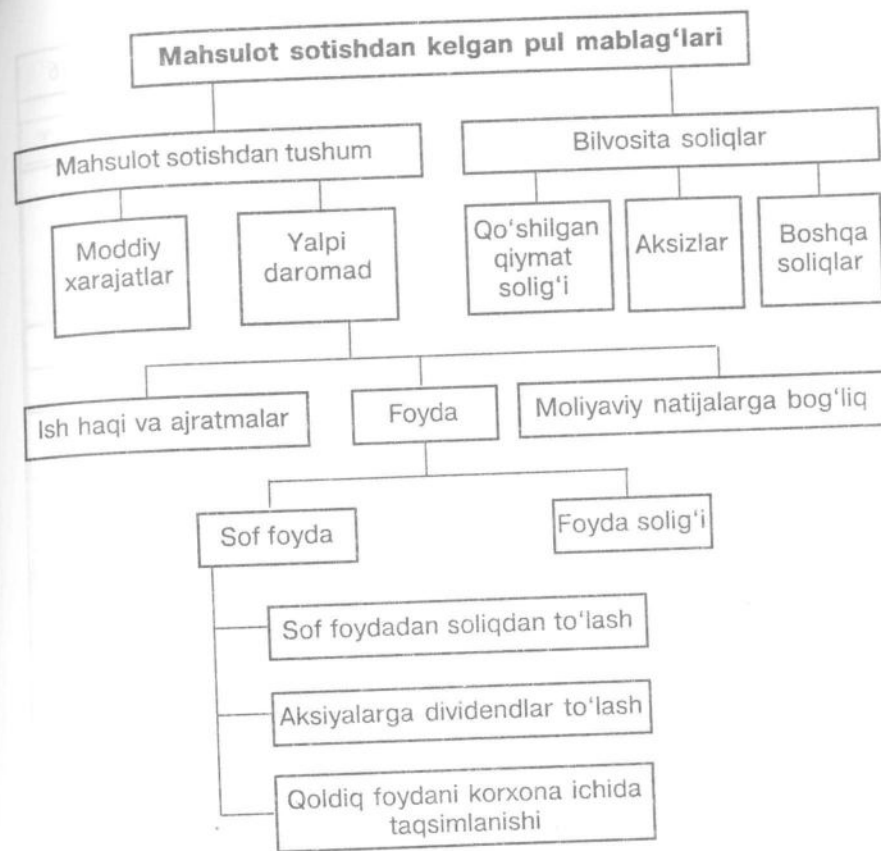 Mahsulot sotishdan kelgan pul mablag‘lari
Mahsulot sotishdan tushum
Bilvosita soliqlar
Moddiy
xarajatlar
Yalpi
daromad
Qo‘shilgan
qiymat
solig‘i
Aksizlar
Boshqa
soliqlar
Ish haqi va ajratmalar
Foyda
Moliyaviy natijalarga bog‘liq
Sof foyda
Foyda solig‘i
Sof foydadan soliqdan to‘lash
Aksiyalarga dividendlar to‘lash
Qoldiq foydani korxona ichida
taqsimlanishi